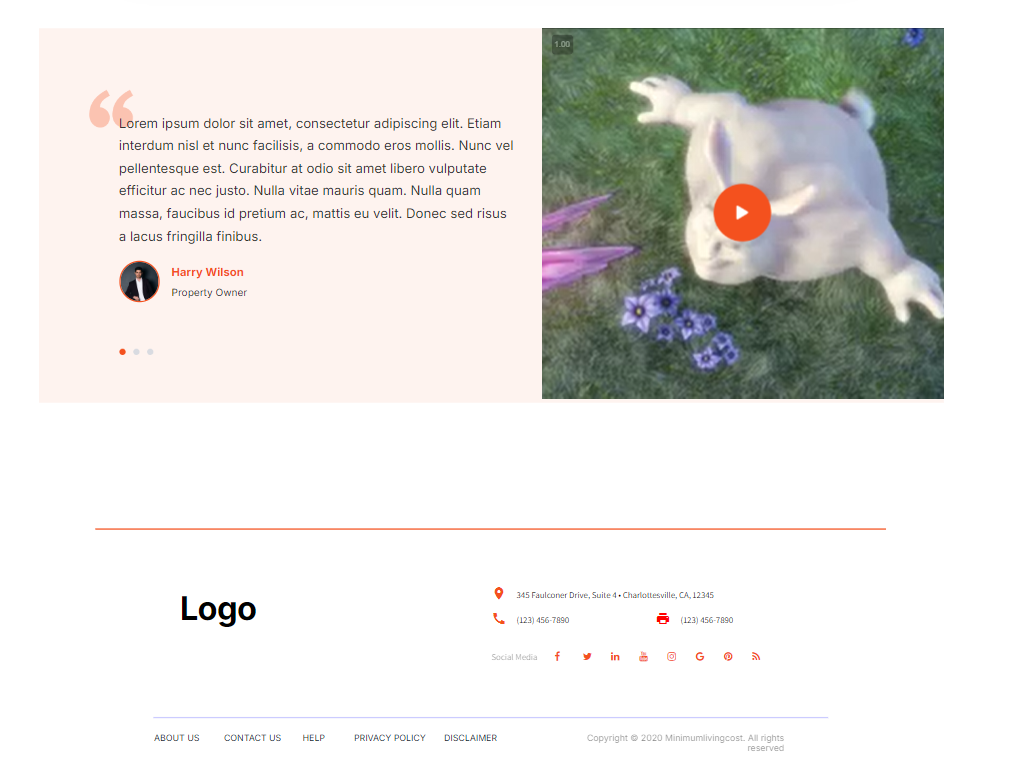 1.00
“
Lorem ipsum dolor sit amet, consectetur adipiscing elit. Etiam
interdum nisl et nunc facilisis, a commodo eros mollis. Nunc vel
pellentesque est. Curabitur at odio sit amet libero vulputate
efficitur ac nec justo. Nulla vitae mauris quam. Nulla quam
massa, faucibus id pretium ac, mattis eu velit. Donec sed risus
a lacus fringilla finibus.
Harry Wilson
Property Owner
Logo
345 Faulconer Drive, Suite 4 • Charlottesville, CA, 12345
(123) 456-7890
(123) 456-7890
Social Media
ABOUT US
CONTACT US
HELP
PRIVACY POLICY
DISCLAIMER
Copyright © 2020 Minimumlivingcost. All rights
reserved